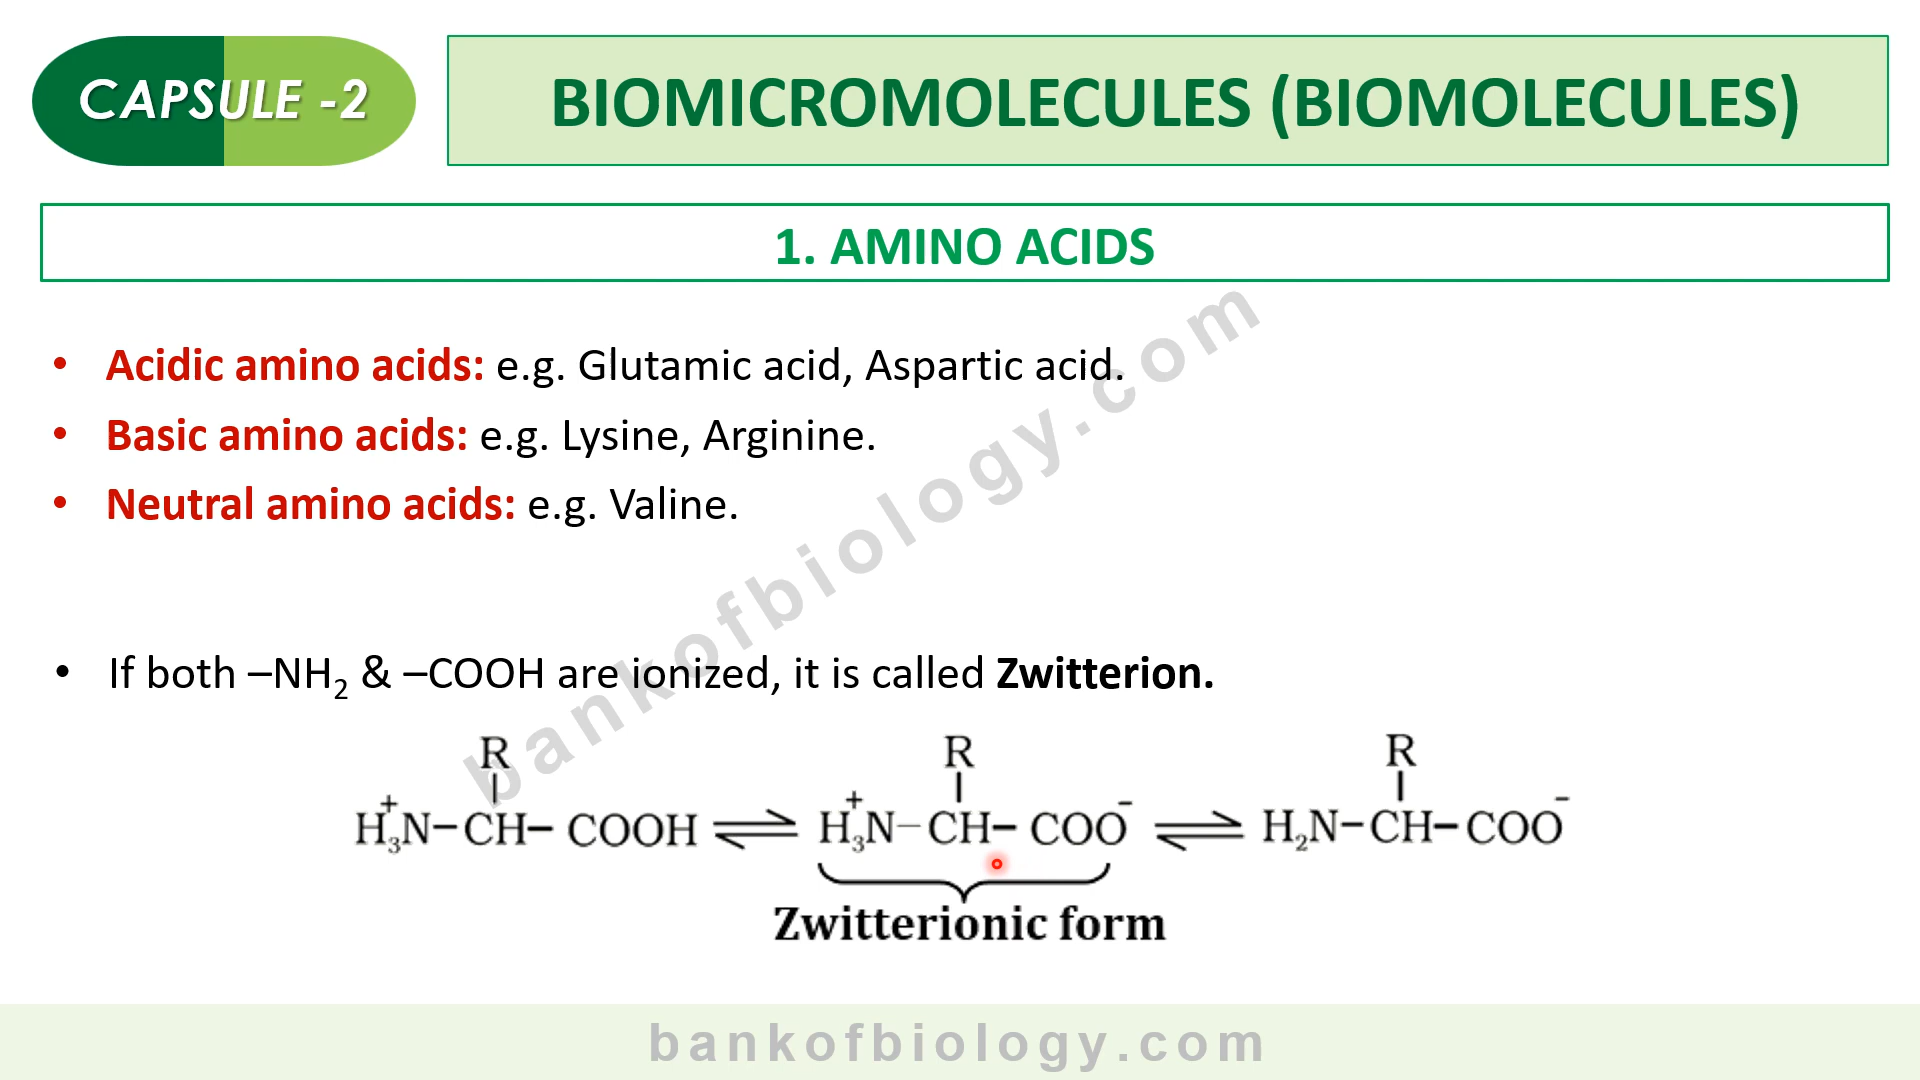 CAPSULE -2
BIOMICROMOLECULES (BIOMOLECULES)
1. AMINO ACIDS
• Acidic amino acids: e.g. Glutamic acid, Aspartic acid.
• Basic amino acids: e.g. Lysine, Arginine.
• Neutral amino acids: e.g. Valine.
• If both –NH₂ & –COOH are ionized, it is called Zwitterion.
R R R
H₃N⁺–CH–COOH ⇌ H₃N⁺–CH–COO⁻ ⇌ H₂N–CH–COO⁻
Zwitterionic form
bankofbiology.com
bankofbiology.com